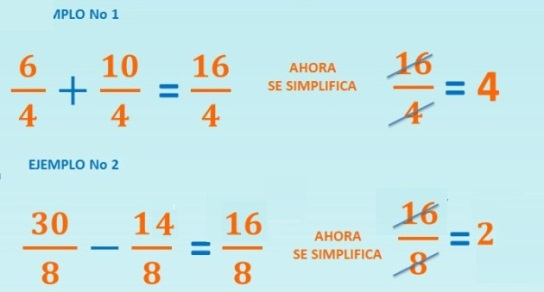 MPLO No 1
6/4 + 10/4 = 16/4 AHORA SE SIMPLIFICA 16/4 = 4
EJEMPLO No 2
30/8 − 14/8 = 16/8 AHORA SE SIMPLIFICA 16/8 = 2